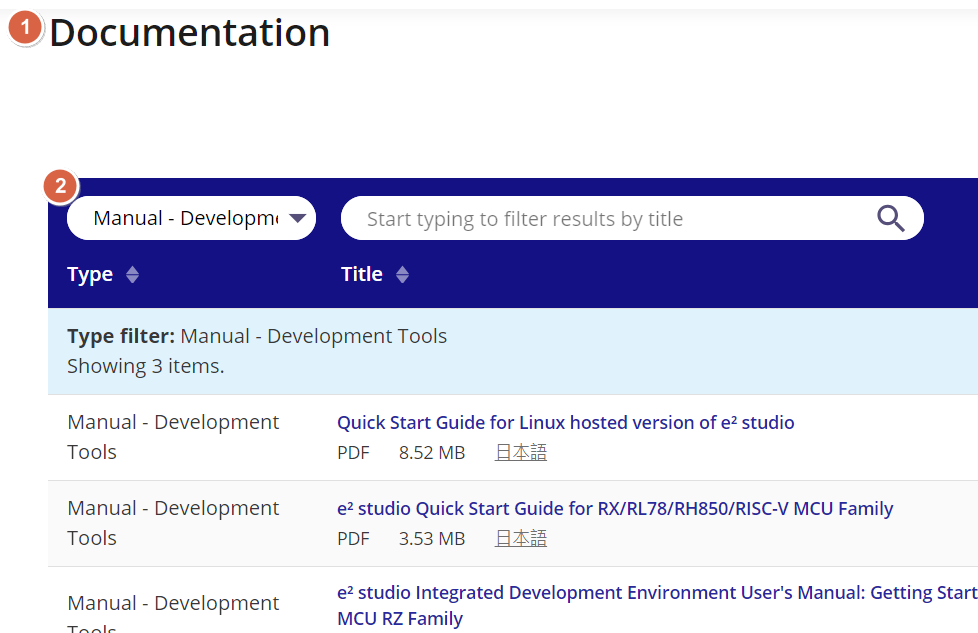 1 Documentation
2
Manual - Developme
Start typing to filter results by title
Type Title
Type filter: Manual - Development Tools
Showing 3 items.
Manual - Development Tools
Quick Start Guide for Linux hosted version of e² studio
PDF 8.52 MB 日本語
Manual - Development Tools
e² studio Quick Start Guide for RX/RL78/RH850/RISC-V MCU Family
PDF 3.53 MB 日本語
Manual - Development
Tools
e² studio Integrated Development Environment User's Manual: Getting Start
MCU RZ Family